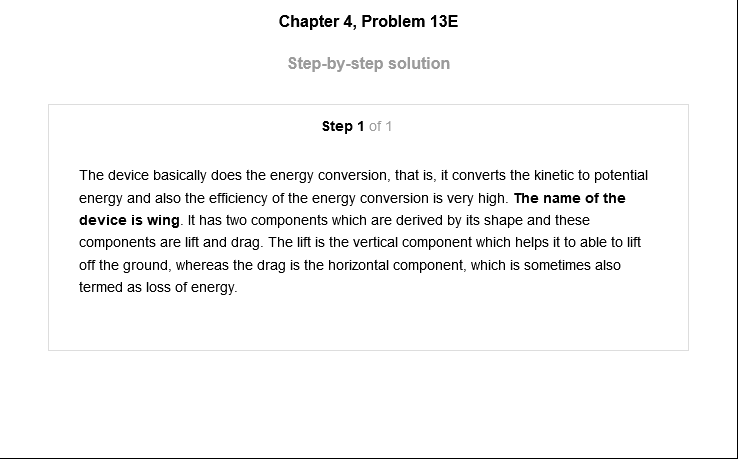 Chapter 4, Problem 13E
Step-by-step solution
Step 1 of 1
The device basically does the energy conversion, that is, it converts the kinetic to potential
energy and also the efficiency of the energy conversion is very high. The name of the
device is wing. It has two components which are derived by its shape and these
components are lift and drag. The lift is the vertical component which helps it to able to lift
off the ground, whereas the drag is the horizontal component, which is sometimes also
termed as loss of energy.